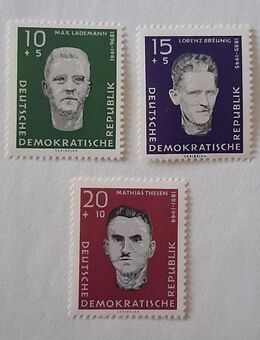 10
+ 5
MAX LADEMANN
1896-1941
DEUTSCHE
DEMOKRATISCHE
REPUBLIK
15
+ 5
LORENZ BREUNIG
1882-1945
DEUTSCHE
DEMOKRATISCHE
REPUBLIK
20
+ 10
MATHIAS THESEN
1891-1944
DEUTSCHE
DEMOKRATISCHE
REPUBLIK